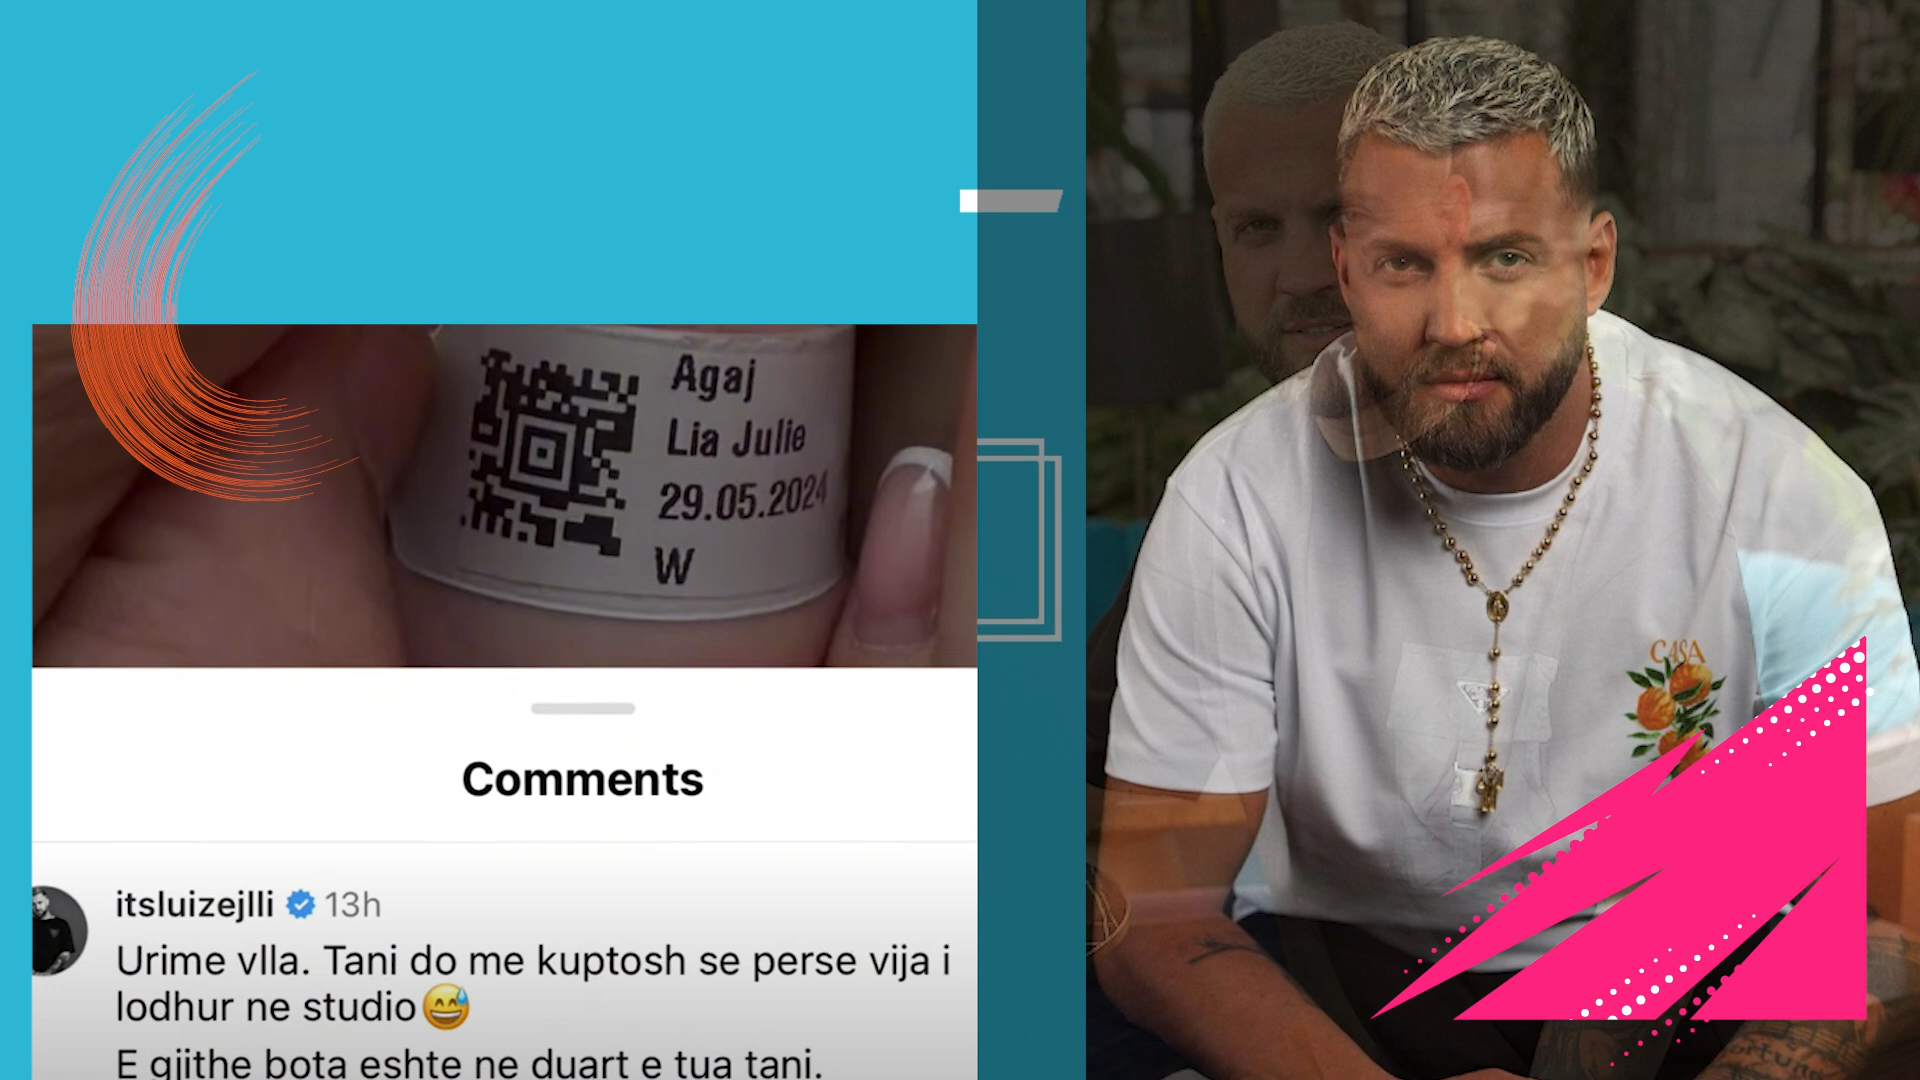 Agaj
Lia Julie
29.05.2024
W
Comments
itsluizejlli 13h
Urime vlla. Tani do me kuptosh se perse vija i
lodhur ne studio😅
E gjithe bota eshte ne duart e tua tani.
CASA